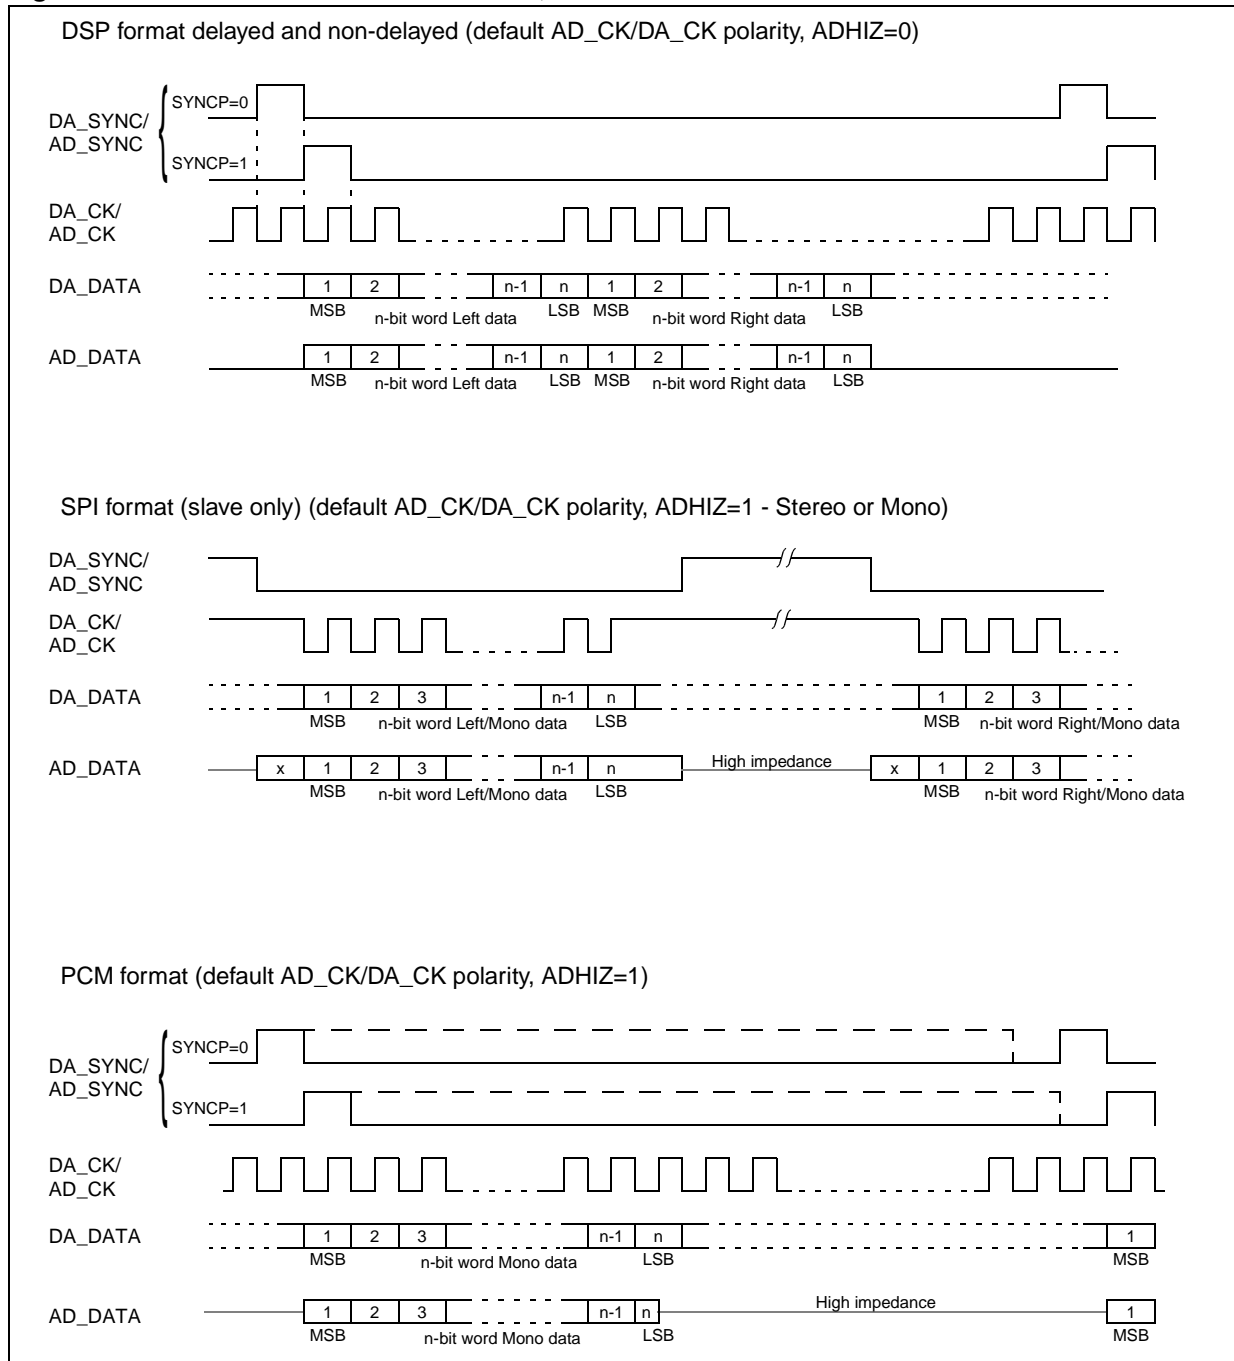 DSP format delayed and non-delayed (default AD_CK/DA_CK polarity, ADHIZ=0)
SYNCP=0
DA_SYNC/
AD_SYNC
SYNCP=1
DA_CK/
AD_CK
DA_DATA
1 2 n-1 n 1 2 n-1 n
MSB n-bit word Left data LSB MSB n-bit word Right data LSB
AD_DATA
1 2 n-1 n 1 2 n-1 n
MSB n-bit word Left data LSB MSB n-bit word Right data LSB
SPI format (slave only) (default AD_CK/DA_CK polarity, ADHIZ=1 - Stereo or Mono)
DA_SYNC/
AD_SYNC
DA_CK/
AD_CK
DA_DATA
1 2 3 n-1 n 1 2 3
MSB n-bit word Left/Mono data LSB MSB n-bit word Right/Mono data
AD_DATA
x 1 2 3 n-1 n High impedance x 1 2 3
MSB n-bit word Left/Mono data LSB MSB n-bit word Right/Mono data
PCM format (default AD_CK/DA_CK polarity, ADHIZ=1)
SYNCP=0
DA_SYNC/
AD_SYNC
SYNCP=1
DA_CK/
AD_CK
DA_DATA
1 2 3 n-1 n 1
MSB n-bit word Mono data LSB MSB
AD_DATA
1 2 3 n-1 n High impedance 1
MSB n-bit word Mono data LSB MSB